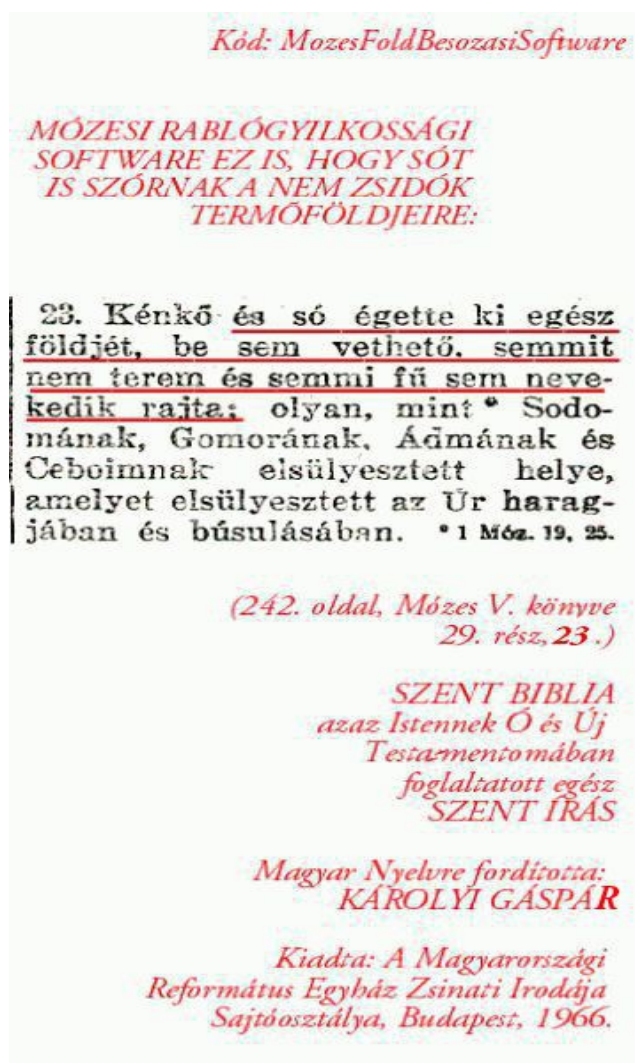 Kód: MozesFoldBesozasiSoftware
MÓZESI RABLÓGYILKOSSÁGI
SOFTWARE EZ IS, HOGY SÓT
IS SZÓRNAK A NEM ZSIDÓK
TERMŐFÖLDJEIRE:
23. Kénkő és só égette ki egész
földjét, be sem vethető. semmit
nem terem és semmi fű sem neve-
kedik rajta; olyan, mint * Sodo-
mának, Gomorának, Ádmának és
Ceboimnak elsülyesztett helye,
amelyet elsülyesztett az Úr harag-
jában és búsulásában. * 1 Móz. 19, 25.
(242. oldal, Mózes V. könyve
29. rész, 23 .)
SZENT BIBLIA
azaz Istennek Ó és Új
Testamentomában
foglaltatott egész
SZENT ÍRÁS
Magyar Nyelvre fordította:
KÁROLYI GÁSPÁR
Kiadta: A Magyarországi
Református Egyház Zsinati Irodája
Sajtóosztálya, Budapest, 1966.